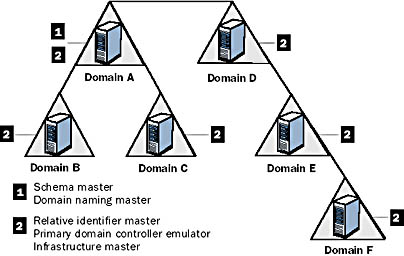 1
2
2
Domain A
Domain D
2
2
2
Domain B
Domain C
Domain E
1 Schema master
Domain naming master
2 Relative identifier master
Primary domain controller emulator
Infrastructure master
2
Domain F